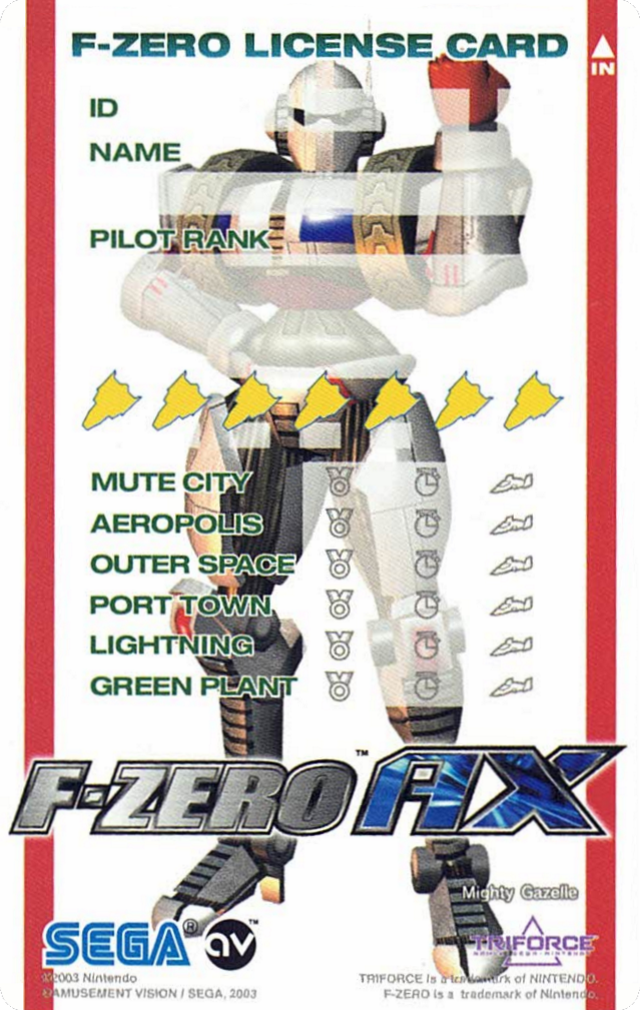 F-ZERO LICENSE CARD
IN
ID
NAME
PILOT RANK
MUTE CITY
AEROPOLIS
OUTER SPACE
PORT TOWN
LIGHTNING
GREEN PLANT
F-ZERO™ AX
Mighty Gazelle
SEGA® av™
TRIFORCE
©2003 Nintendo
©AMUSEMENT VISION / SEGA, 2003
TRIFORCE is a trademark of NINTENDO.
F-ZERO is a trademark of Nintendo.